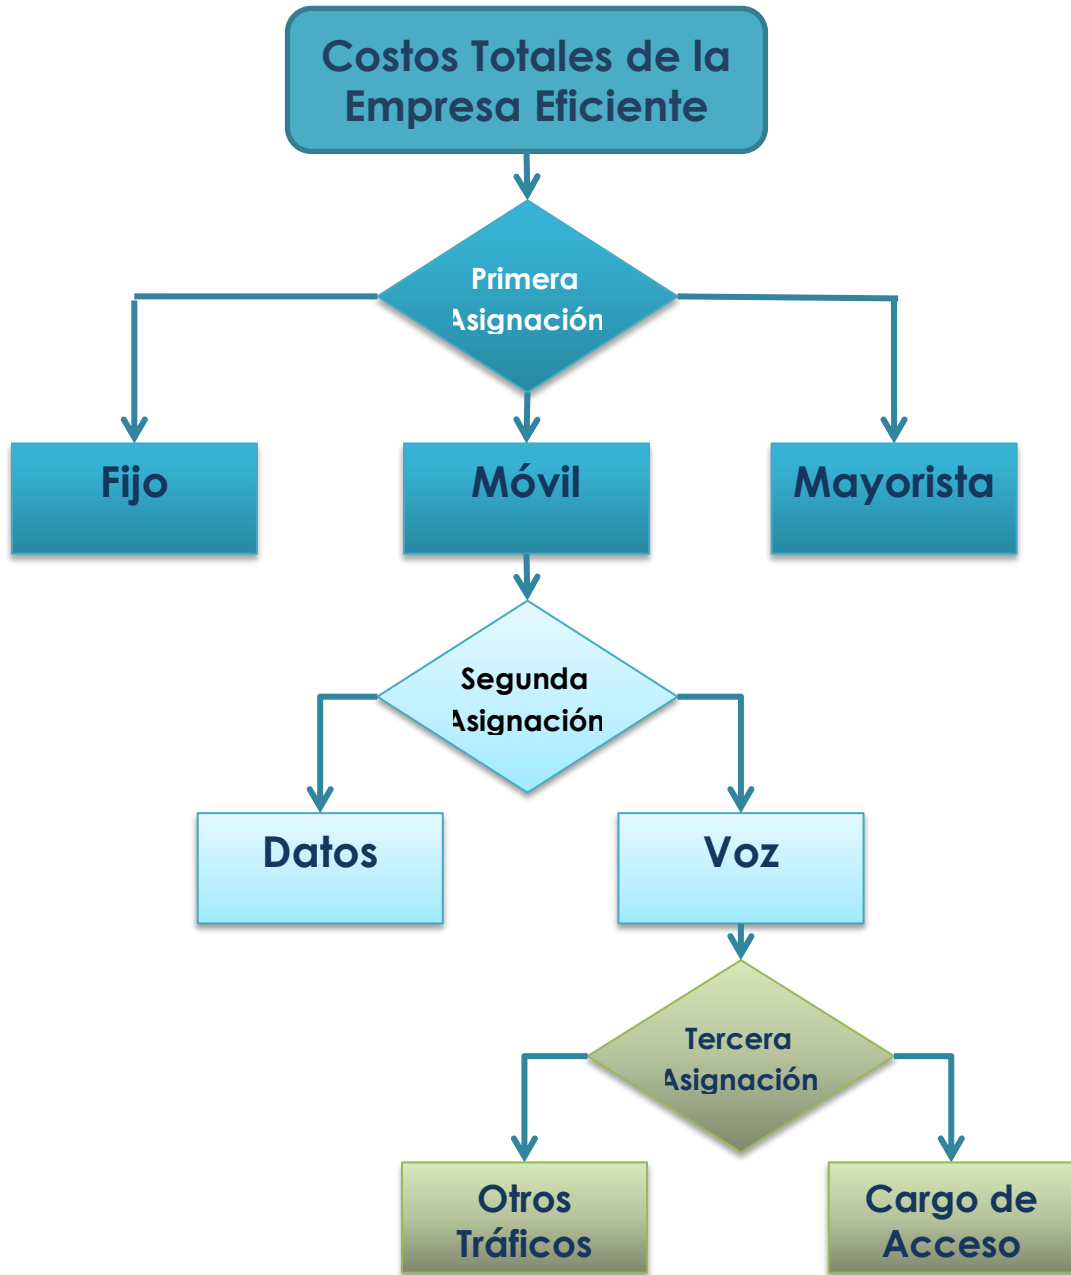 Costos Totales de la
Empresa Eficiente
Primera
Asignación
Fijo
Móvil
Mayorista
Segunda
Asignación
Datos
Voz
Tercera
Asignación
Otros
Tráficos
Cargo de
Acceso